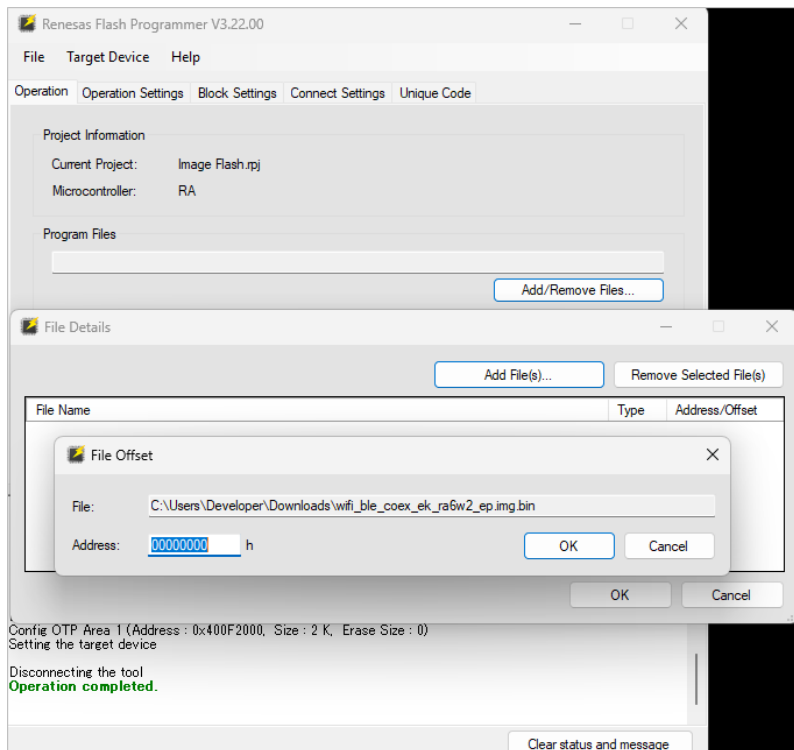 Renesas Flash Programmer V3.22.00
File Target Device Help
Operation Operation Settings Block Settings Connect Settings Unique Code
Project Information
Current Project: Image Flash.rpj
Microcontroller: RA
Program Files
Add/Remove Files...
File Details
Add File(s)... Remove Selected File(s)
File Name Type Address/Offset
File Offset
File: C:\Users\Developer\Downloads\wifi_ble_coex_ek_ra6w2_ep.img.bin
Address: 00000000 h OK Cancel
OK Cancel
Config OTP Area 1 (Address : 0x400F2000, Size : 2 K, Erase Size : 0)
Setting the target device
Disconnecting the tool
Operation completed.
Clear status and message